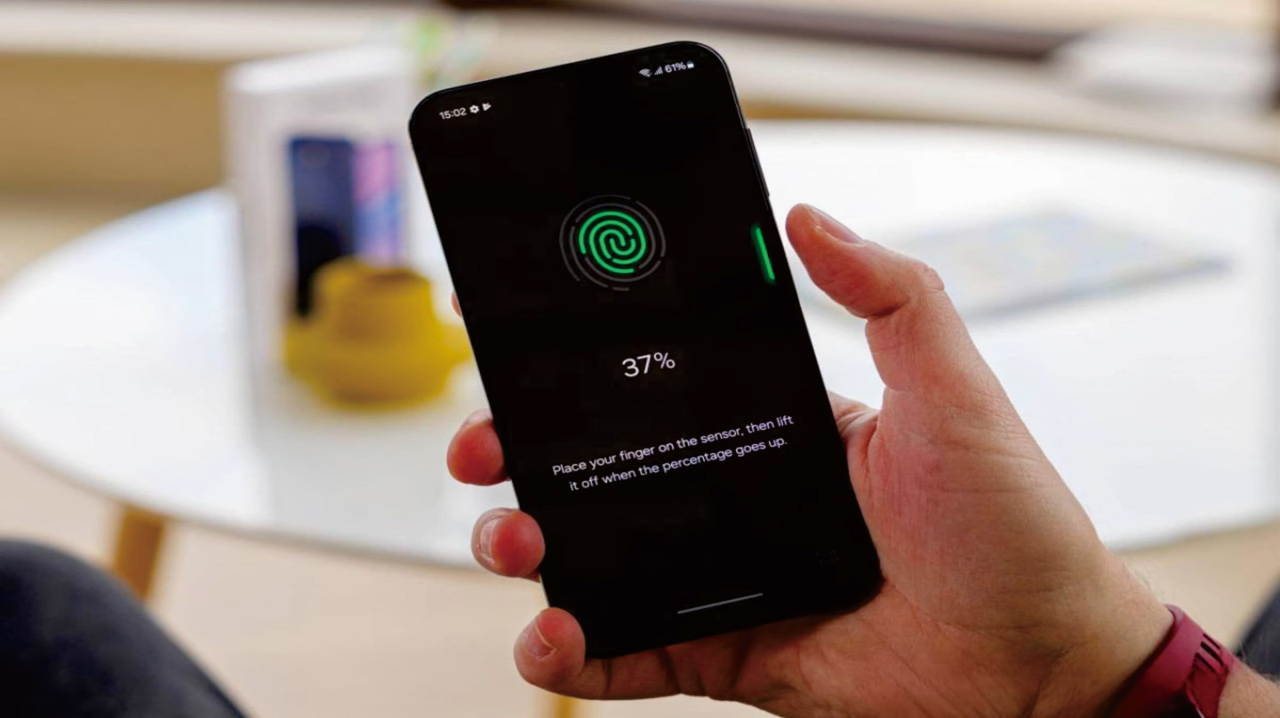 15:02
61%
37%
Place your finger on the sensor, then lift
it off when the percentage goes up.